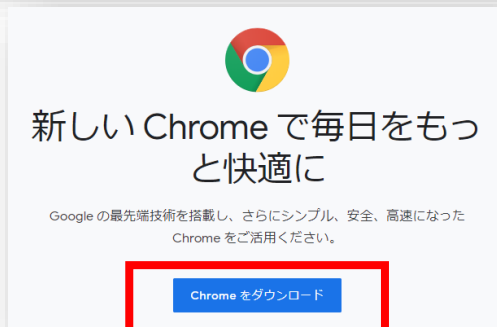 新しい Chrome で毎日をもっ
と快適に
Google の最先端技術を搭載し、さらにシンプル、安全、高速になった
Chrome をご活用ください。
Chrome をダウンロード